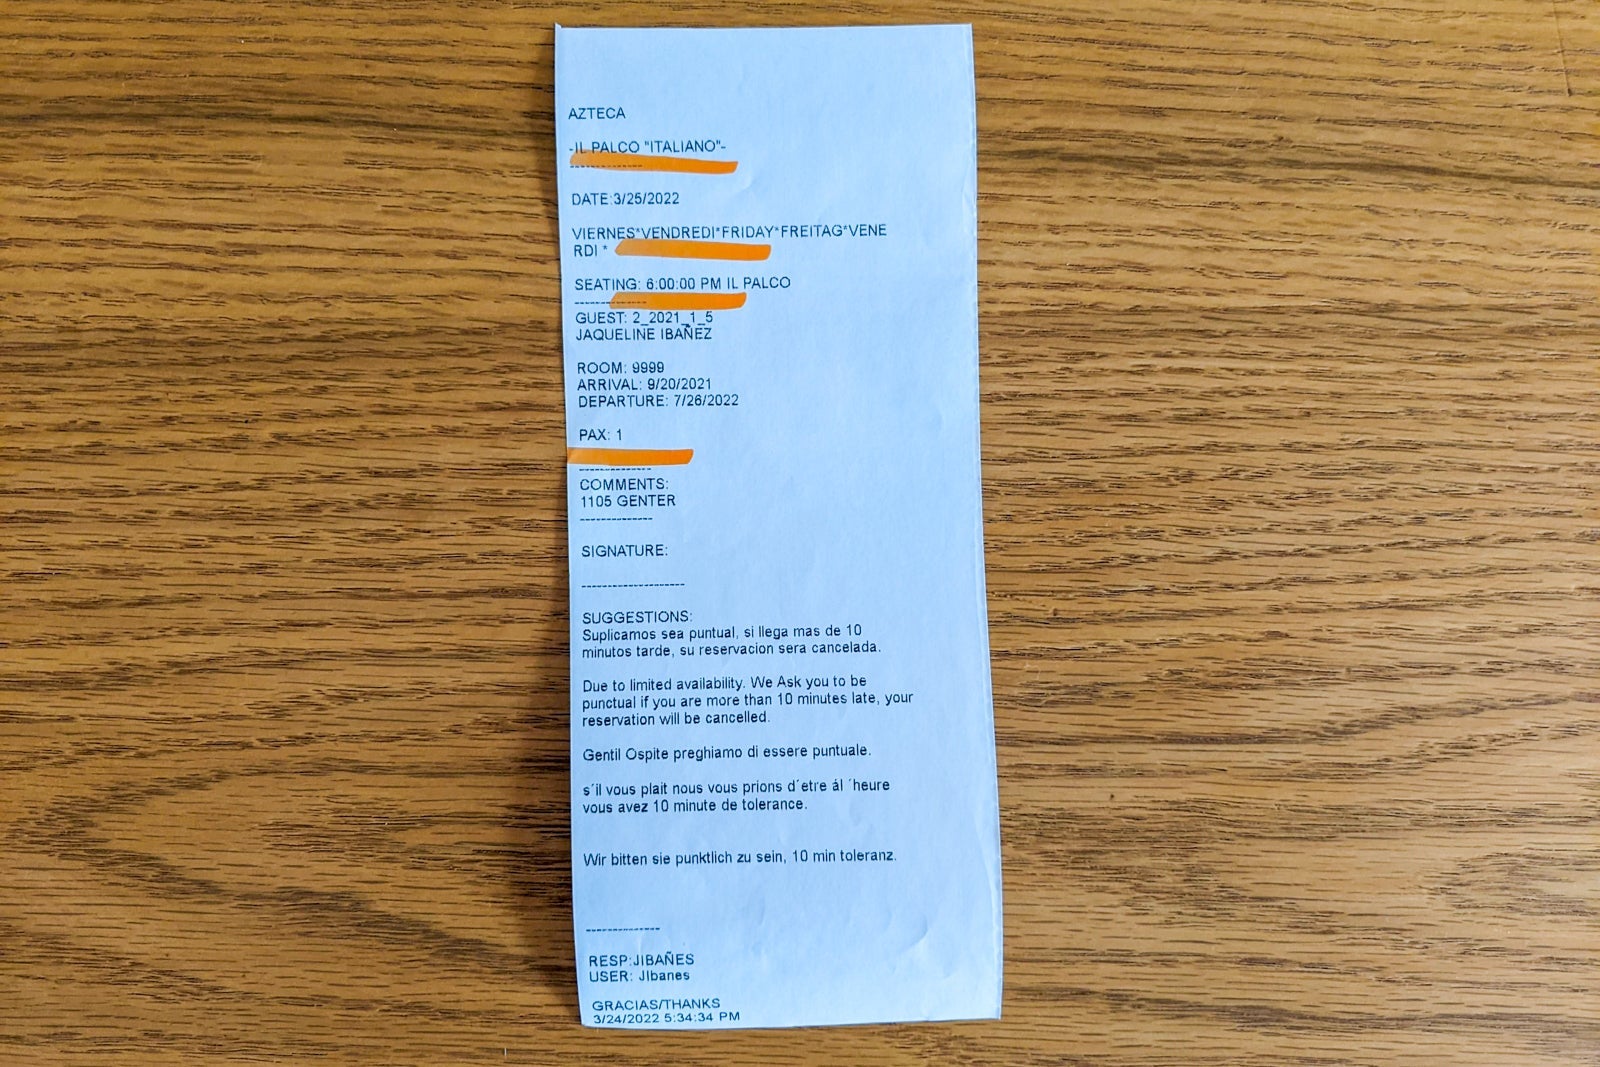 AZTECA
-IL PALCO "ITALIANO"-
DATE:3/25/2022
VIERNES*VENDREDI*FRIDAY*FREITAG*VENE
RDI *
SEATING: 6:00:00 PM IL PALCO
GUEST: 2_2021_1_5
JAQUELINE IBAÑEZ
ROOM: 9999
ARRIVAL: 9/20/2021
DEPARTURE: 7/26/2022
PAX: 1
COMMENTS:
1105 GENTER
SIGNATURE:
SUGGESTIONS:
Suplicamos sea puntual, si llega mas de 10
minutos tarde, su reservacion sera cancelada.
Due to limited availability. We Ask you to be
punctual if you are more than 10 minutes late, your
reservation will be cancelled.
Gentil Ospite preghiamo di essere puntuale.
s´il vous plait nous vous prions d´etre ál ´heure
vous avez 10 minute de tolerance.
Wir bitten sie punktlich zu sein, 10 min toleranz.
RESP:JIBAÑES
USER: JIbanes
GRACIAS/THANKS
3/24/2022 5:34:34 PM